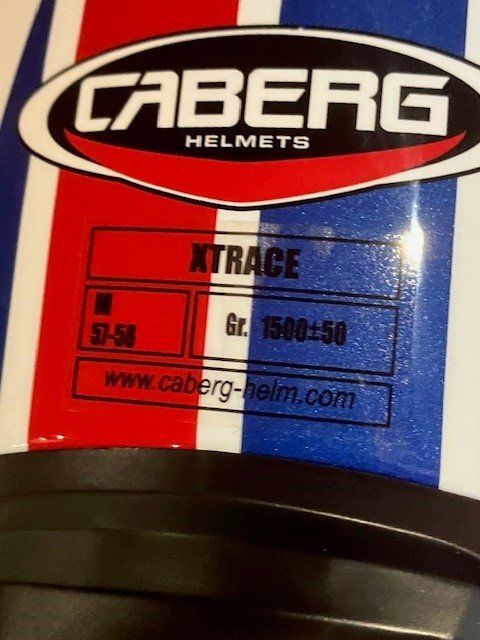 CABERG
HELMETS
XTRACE
M
57-58
Gr. 1500±50
www.caberg-helm.com